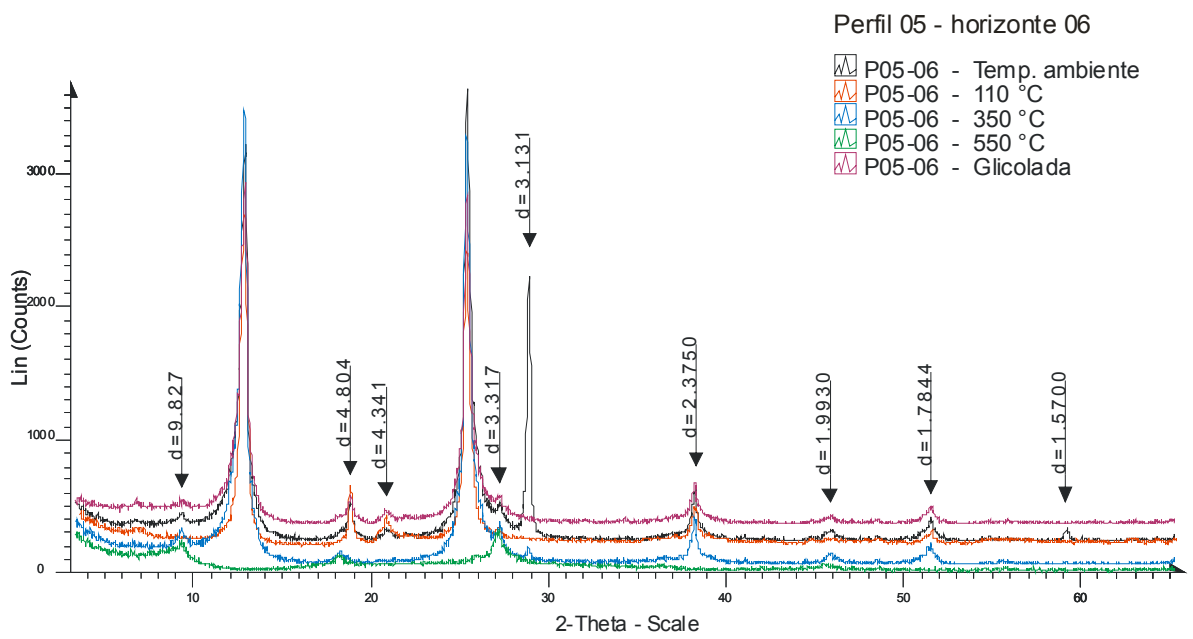 Perfil 05 - horizonte 06
P05-06 - Temp. ambiente
P05-06 - 110 °C
P05-06 - 350 °C
P05-06 - 550 °C
P05-06 - Glicolada
Lin (Counts)
3000
2000
1000
0
d=9.827
d=4.804
d=4.341
d=3.317
d=3.131
d=2.3750
d=1.9930
d=1.7844
d=1.5700
10 20 30 40 50 60
2-Theta - Scale